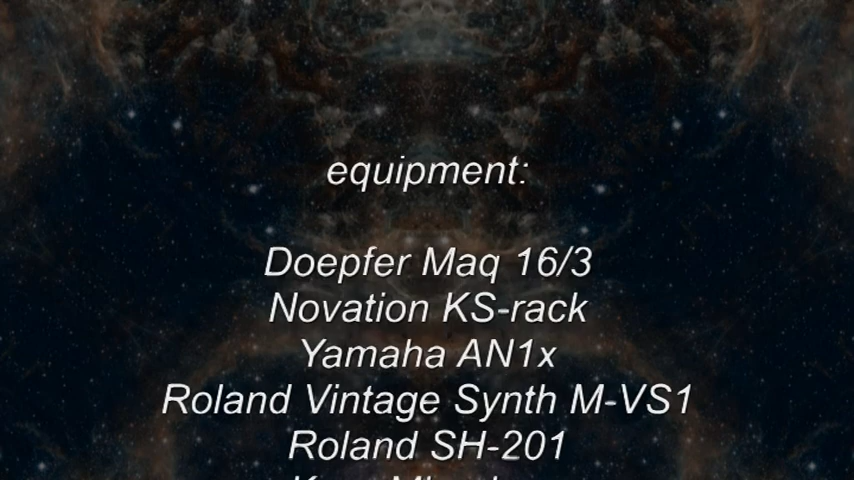 equipment:
Doepfer Maq 16/3
Novation KS-rack
Yamaha AN1x
Roland Vintage Synth M-VS1
Roland SH-201